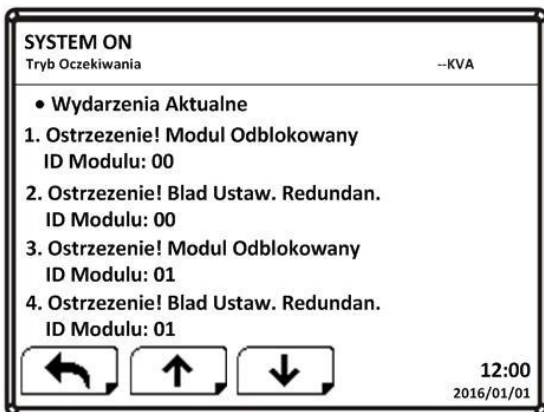 SYSTEM ON
Tryb Oczekiwania --KVA
• Wydarzenia Aktualne
1. Ostrzezenie! Modul Odblokowany
ID Modulu: 00
2. Ostrzezenie! Blad Ustaw. Redundan.
ID Modulu: 00
3. Ostrzezenie! Modul Odblokowany
ID Modulu: 01
4. Ostrzezenie! Blad Ustaw. Redundan.
ID Modulu: 01
12:00
2016/01/01